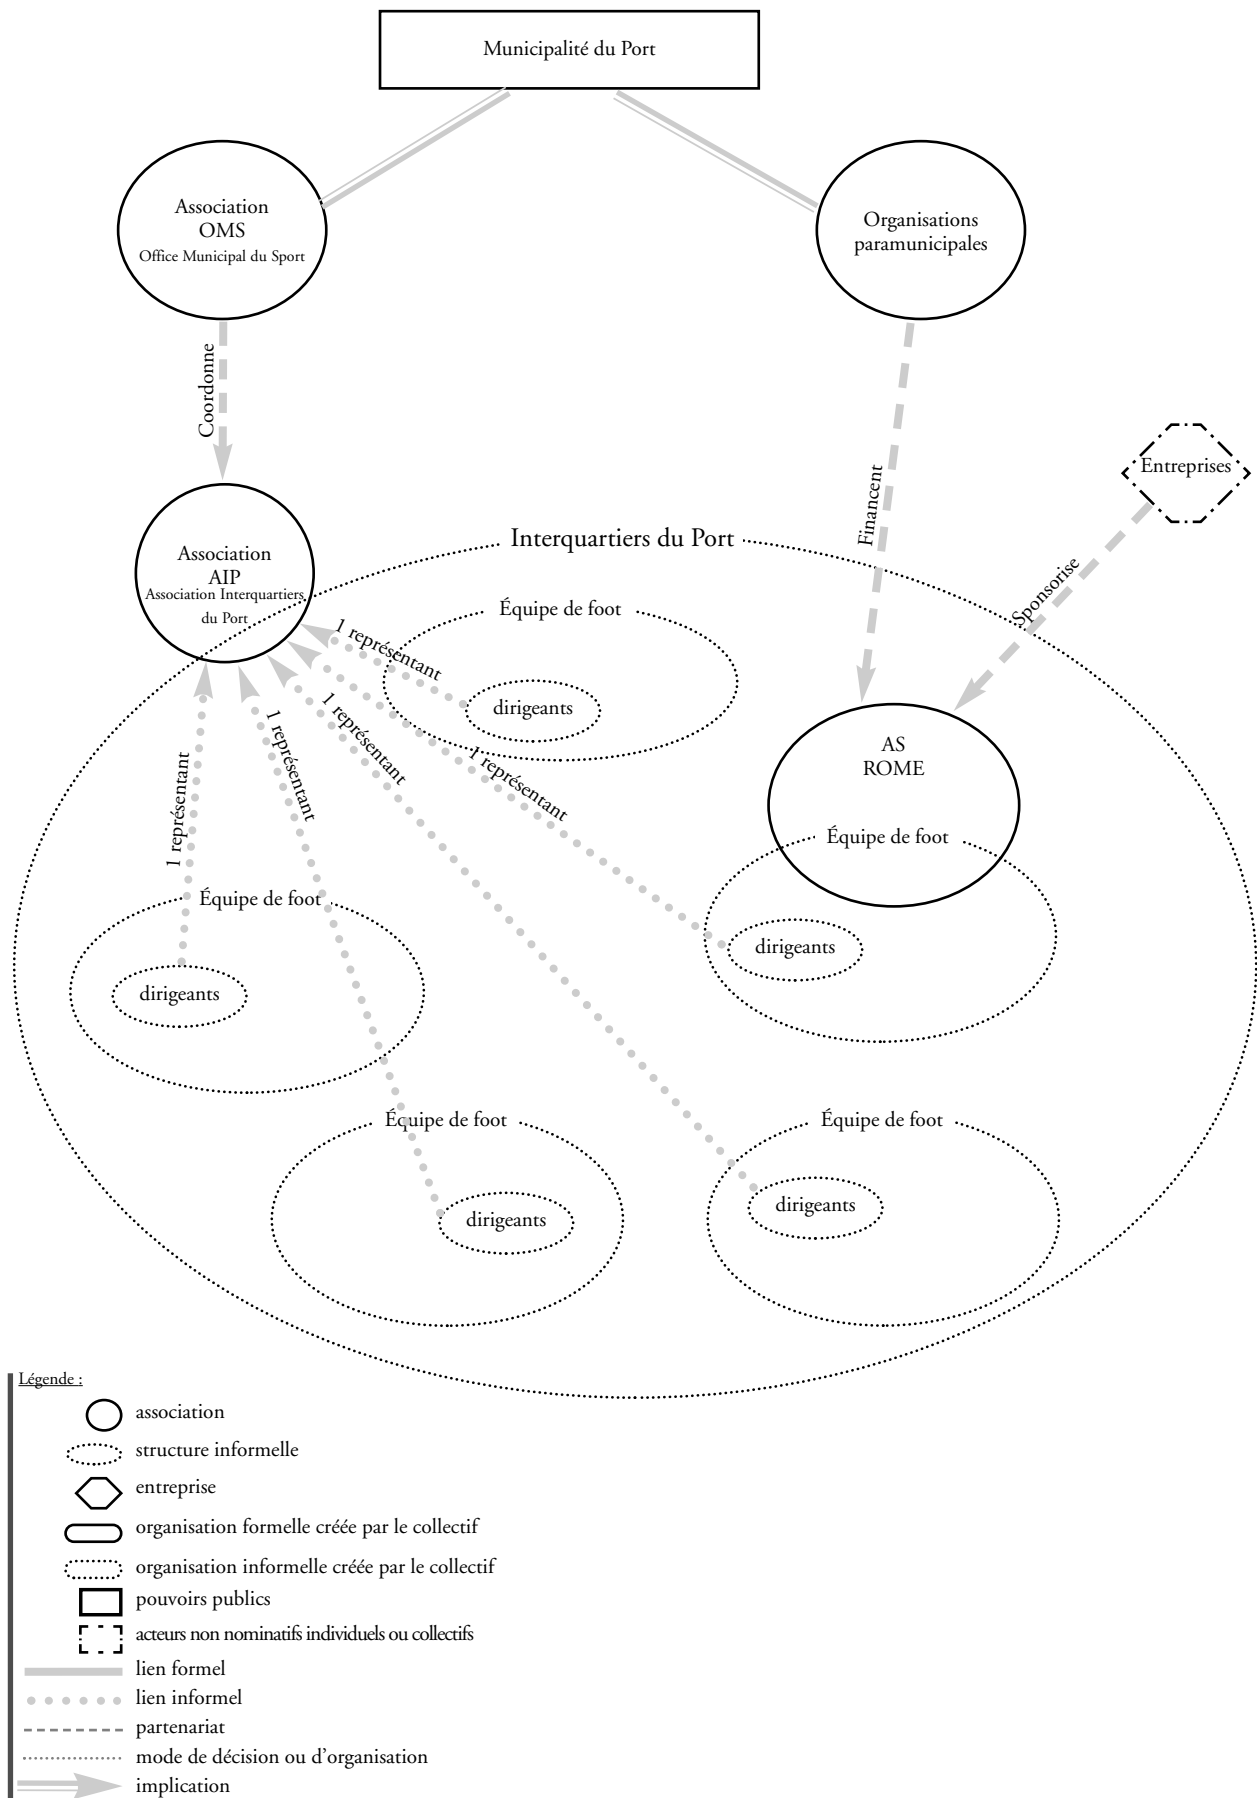 Municipalité du Port
Association
OMS
Office Municipal du Sport
Organisations
paramunicipales
Coordonne
Financent
Entreprises
Sponsorise
Association
AIP
Association Interquartiers
du Port
Interquartiers du Port
Équipe de foot
1 représentant
dirigeants
1 représentant
1 représentant
1 représentant
1 représentant
AS
ROME
Équipe de foot
dirigeants
Équipe de foot
dirigeants
Équipe de foot
dirigeants
Équipe de foot
dirigeants
Légende :
association
structure informelle
entreprise
organisation formelle créée par le collectif
organisation informelle créée par le collectif
pouvoirs publics
acteurs non nominatifs individuels ou collectifs
lien formel
lien informel
partenariat
mode de décision ou d'organisation
implication